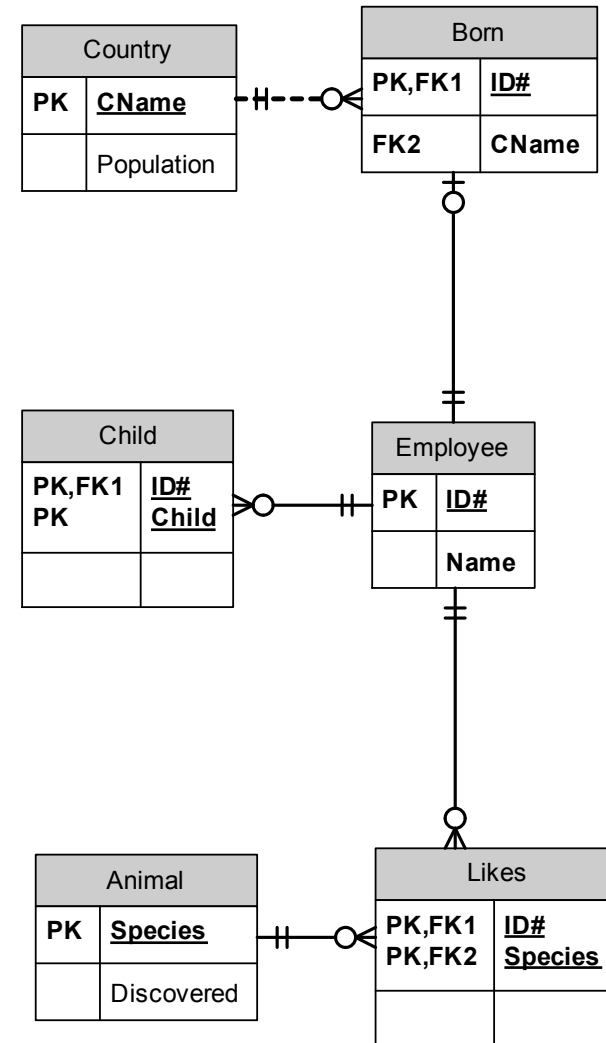 Country
PK CName
Population
Born
PK,FK1 ID#
FK2 CName
Child
PK,FK1 ID#
PK Child
Employee
PK ID#
Name
Animal
PK Species
Discovered
Likes
PK,FK1 ID#
PK,FK2 Species